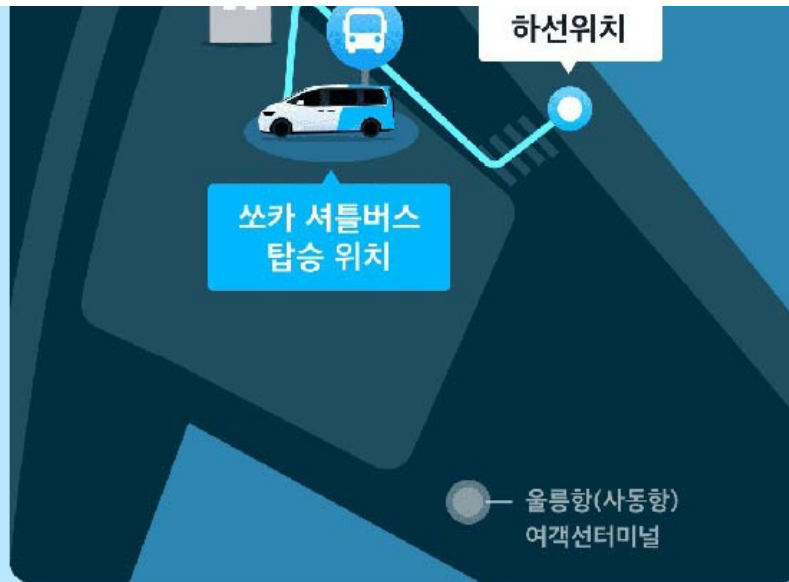 하선위치
쏘카 셔틀버스
탑승 위치
울릉항(사동항)
여객선터미널